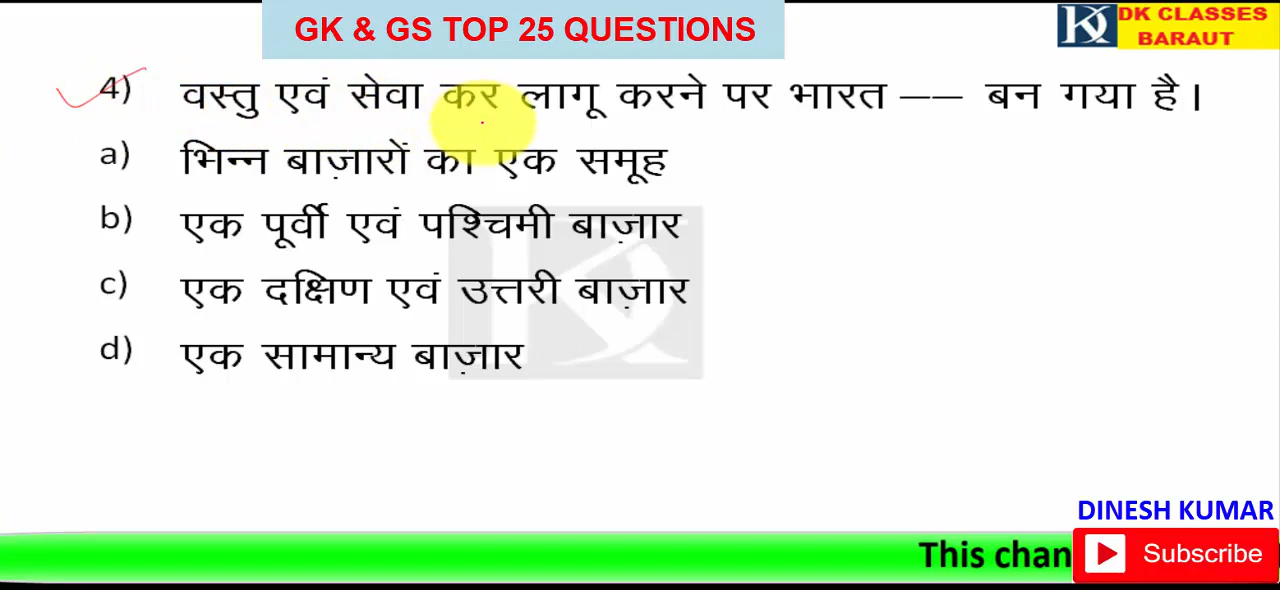 GK & GS TOP 25 QUESTIONS
DK CLASSES
BARAUT
4) वस्तु एवं सेवा कर लागू करने पर भारत —— बन गया है।
a) भिन्न बाज़ारों का एक समूह
b) एक पूर्वी एवं पश्चिमी बाज़ार
c) एक दक्षिण एवं उत्तरी बाज़ार
d) एक सामान्य बाज़ार
DINESH KUMAR
This chan
Subscribe